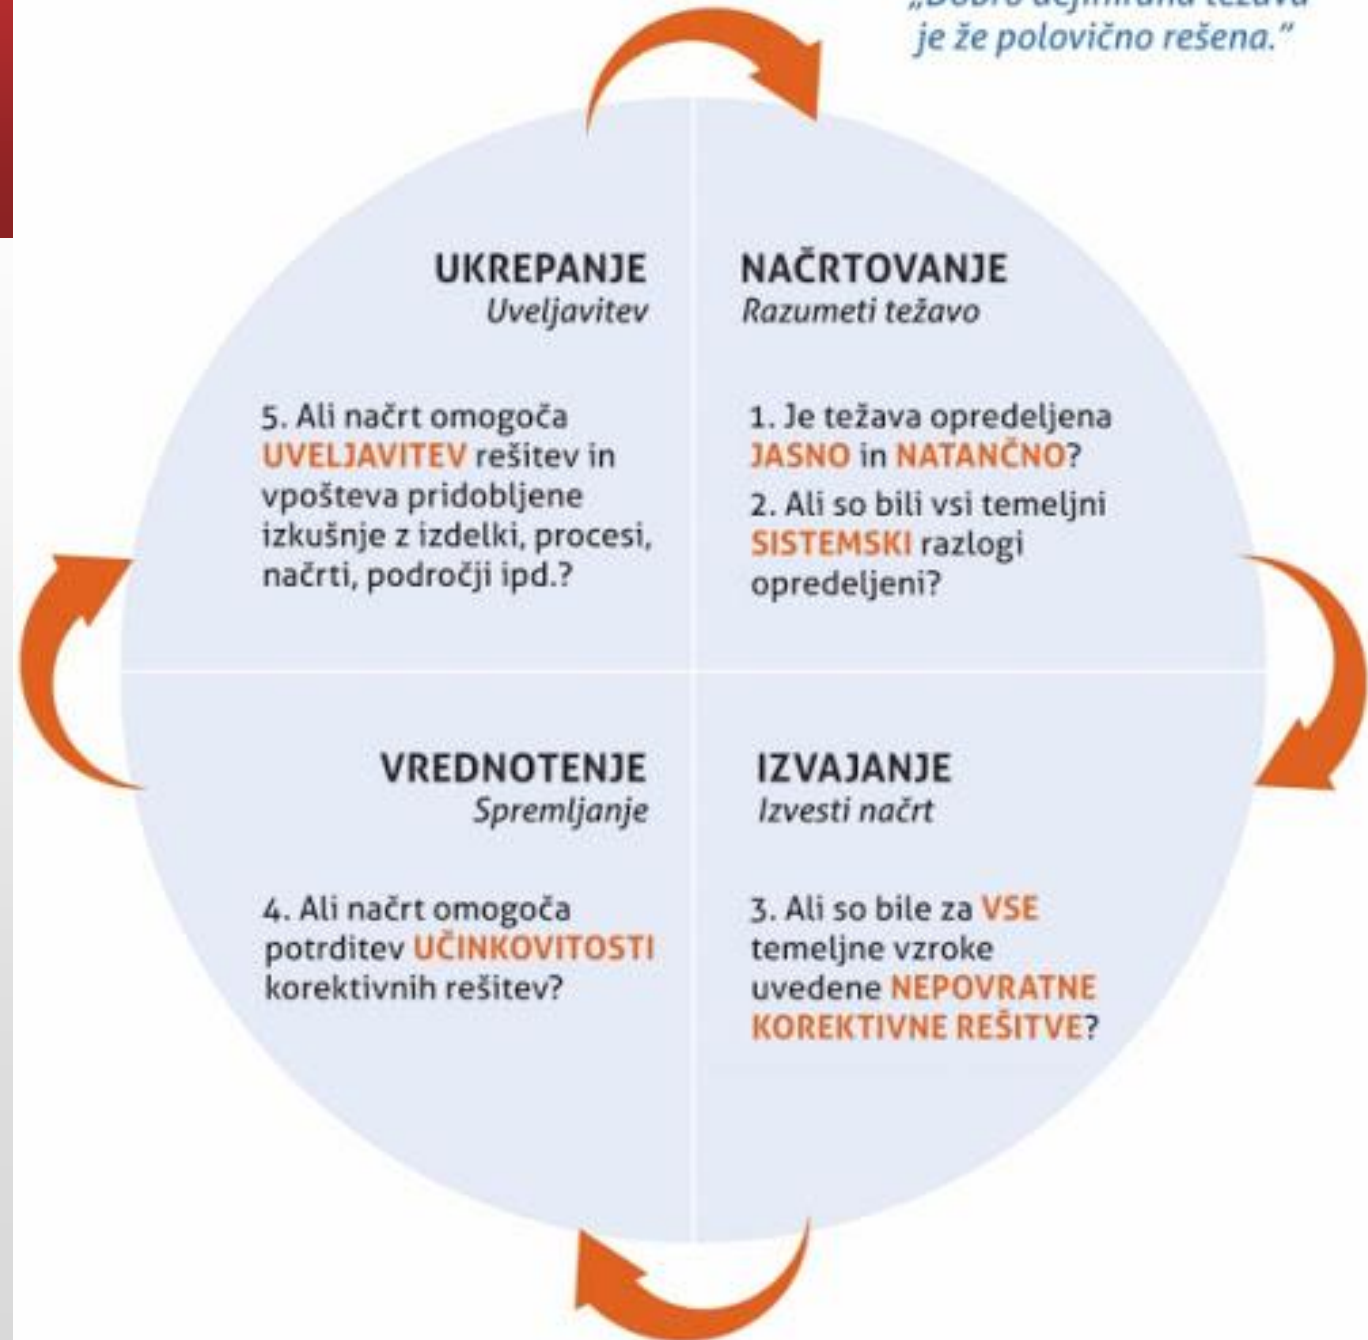 „Dobro definirana težava
je že polovično rešena.”
UKREPANJE
Uveljavitev
5. Ali načrt omogoča
UVELJAVITEV rešitev in
vpošteva pridobljene
izkušnje z izdelki, procesi,
načrti, področji ipd.?
NAČRTOVANJE
Razumeti težavo
1. Je težava opredeljena
JASNO in NATANČNO?
2. Ali so bili vsi temeljni
SISTEMSKI razlogi
opredeljeni?
VREDNOTENJE
Spremljanje
4. Ali načrt omogoča
potrditev UČINKOVITOSTI
korektivnih rešitev?
IZVAJANJE
Izvesti načrt
3. Ali so bile za VSE
temeljne vzroke
uvedene NEPOVRATNE
KOREKTIVNE REŠITVE?